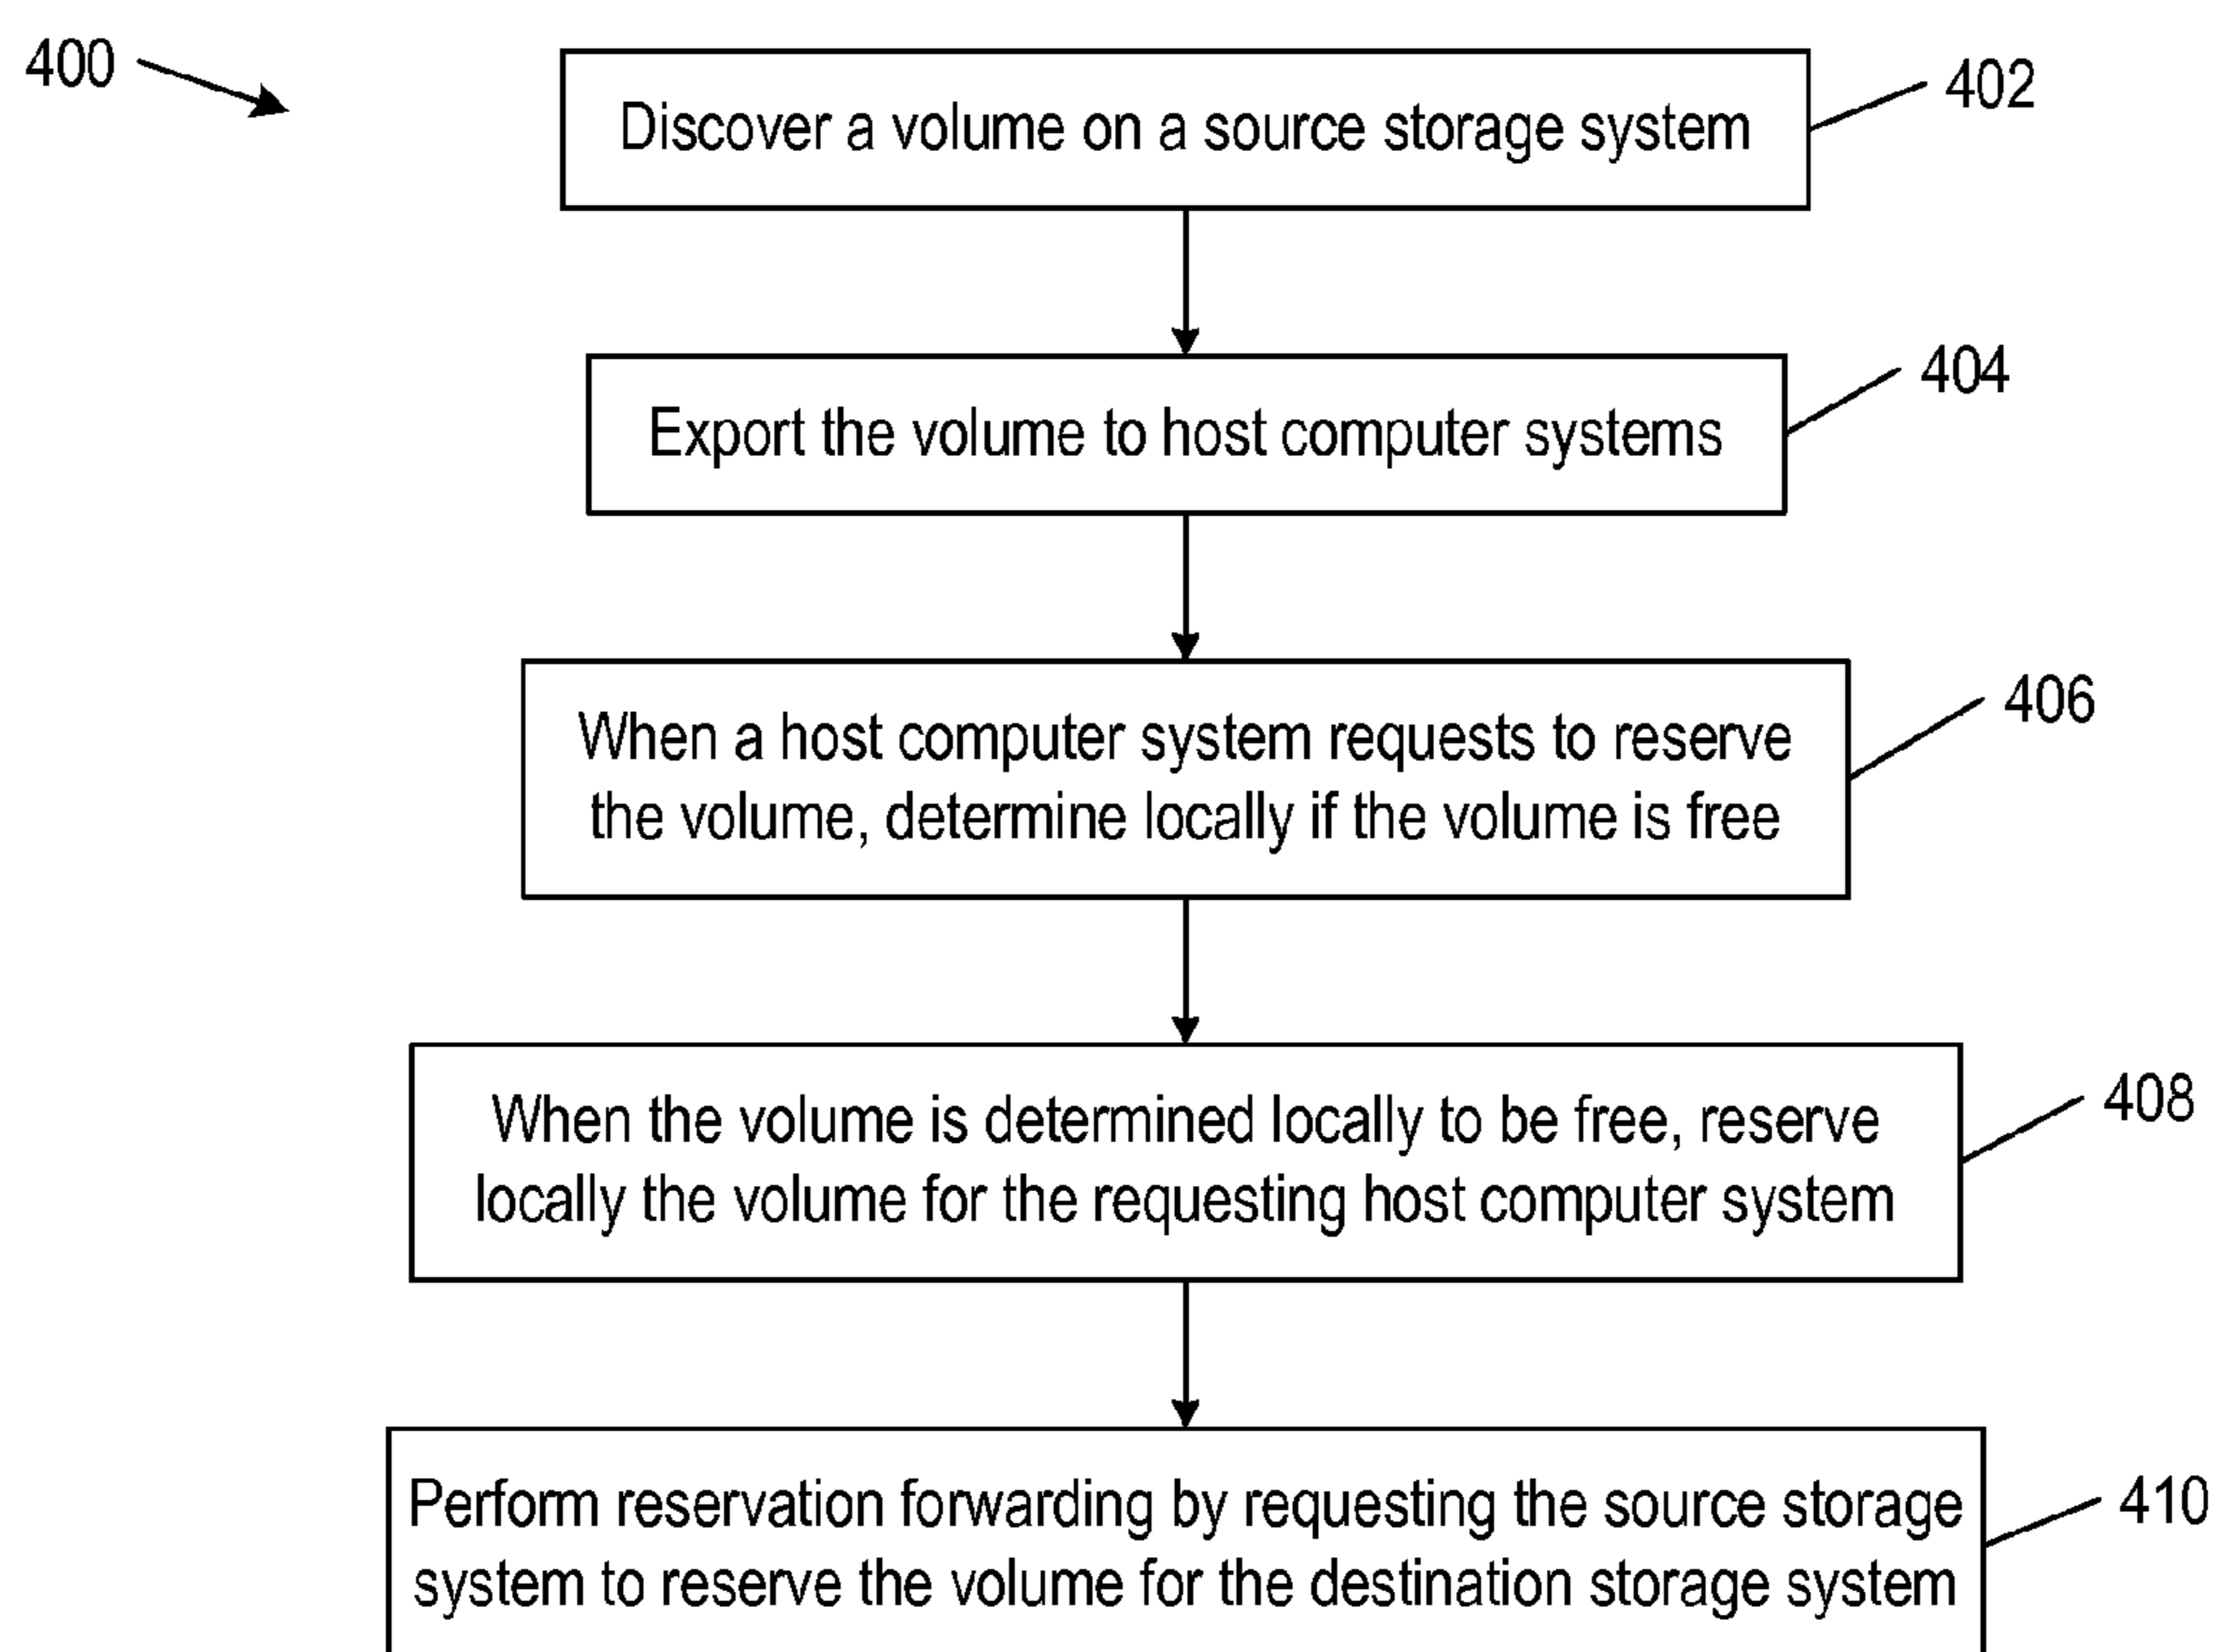 400
Discover a volume on a source storage system
402
Export the volume to host computer systems
404
When a host computer system requests to reserve
the volume, determine locally if the volume is free
406
When the volume is determined locally to be free, reserve
locally the volume for the requesting host computer system
408
Perform reservation forwarding by requesting the source storage
system to reserve the volume for the destination storage system
410